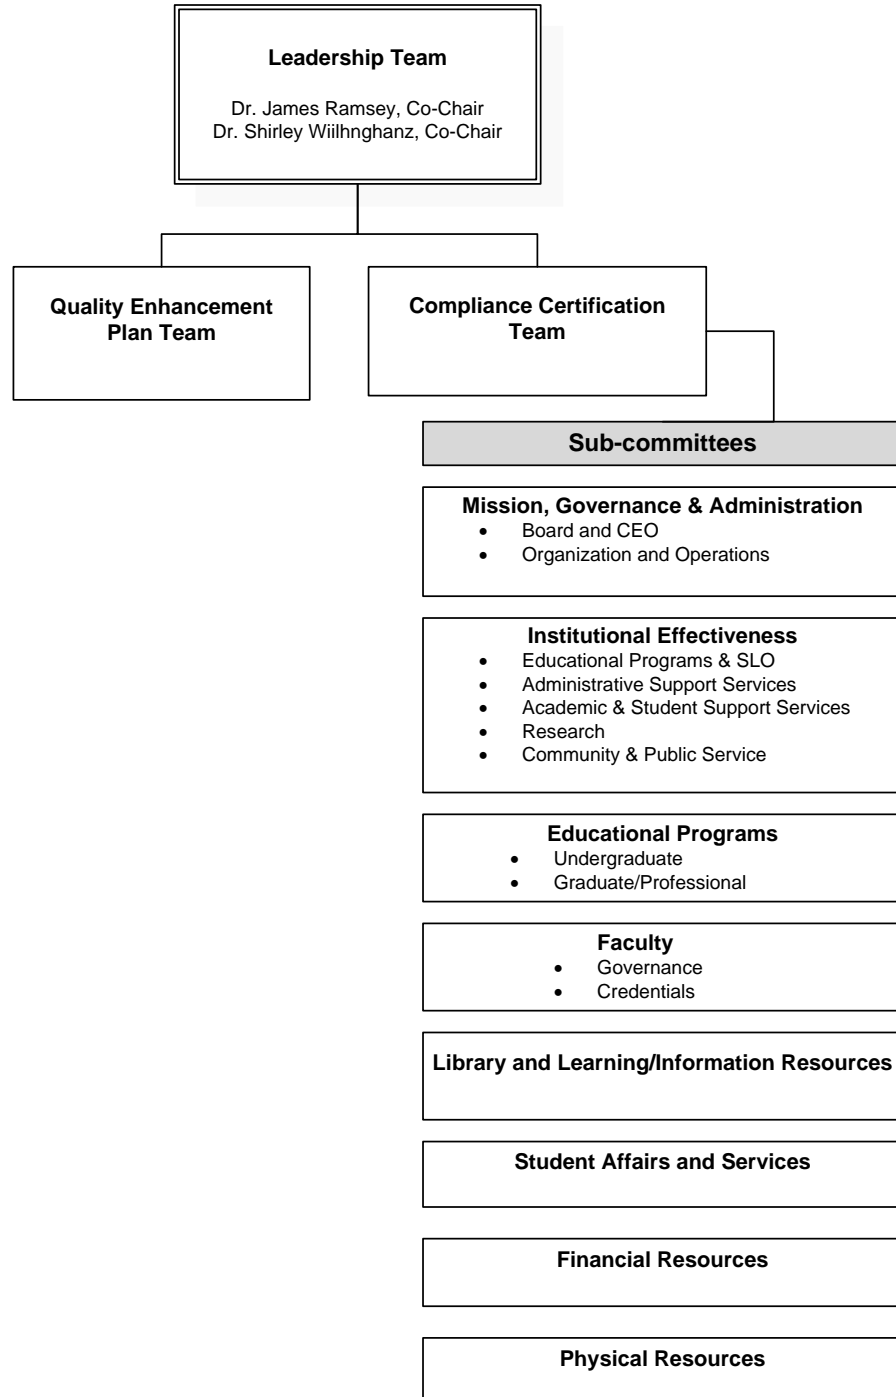 Leadership Team
Dr. James Ramsey, Co-Chair
Dr. Shirley Wiilhnghanz, Co-Chair
Quality Enhancement
Plan Team
Compliance Certification
Team
Sub-committees
Mission, Governance & Administration
• Board and CEO
• Organization and Operations
Institutional Effectiveness
• Educational Programs & SLO
• Administrative Support Services
• Academic & Student Support Services
• Research
• Community & Public Service
Educational Programs
• Undergraduate
• Graduate/Professional
Faculty
• Governance
• Credentials
Library and Learning/Information Resources
Student Affairs and Services
Financial Resources
Physical Resources